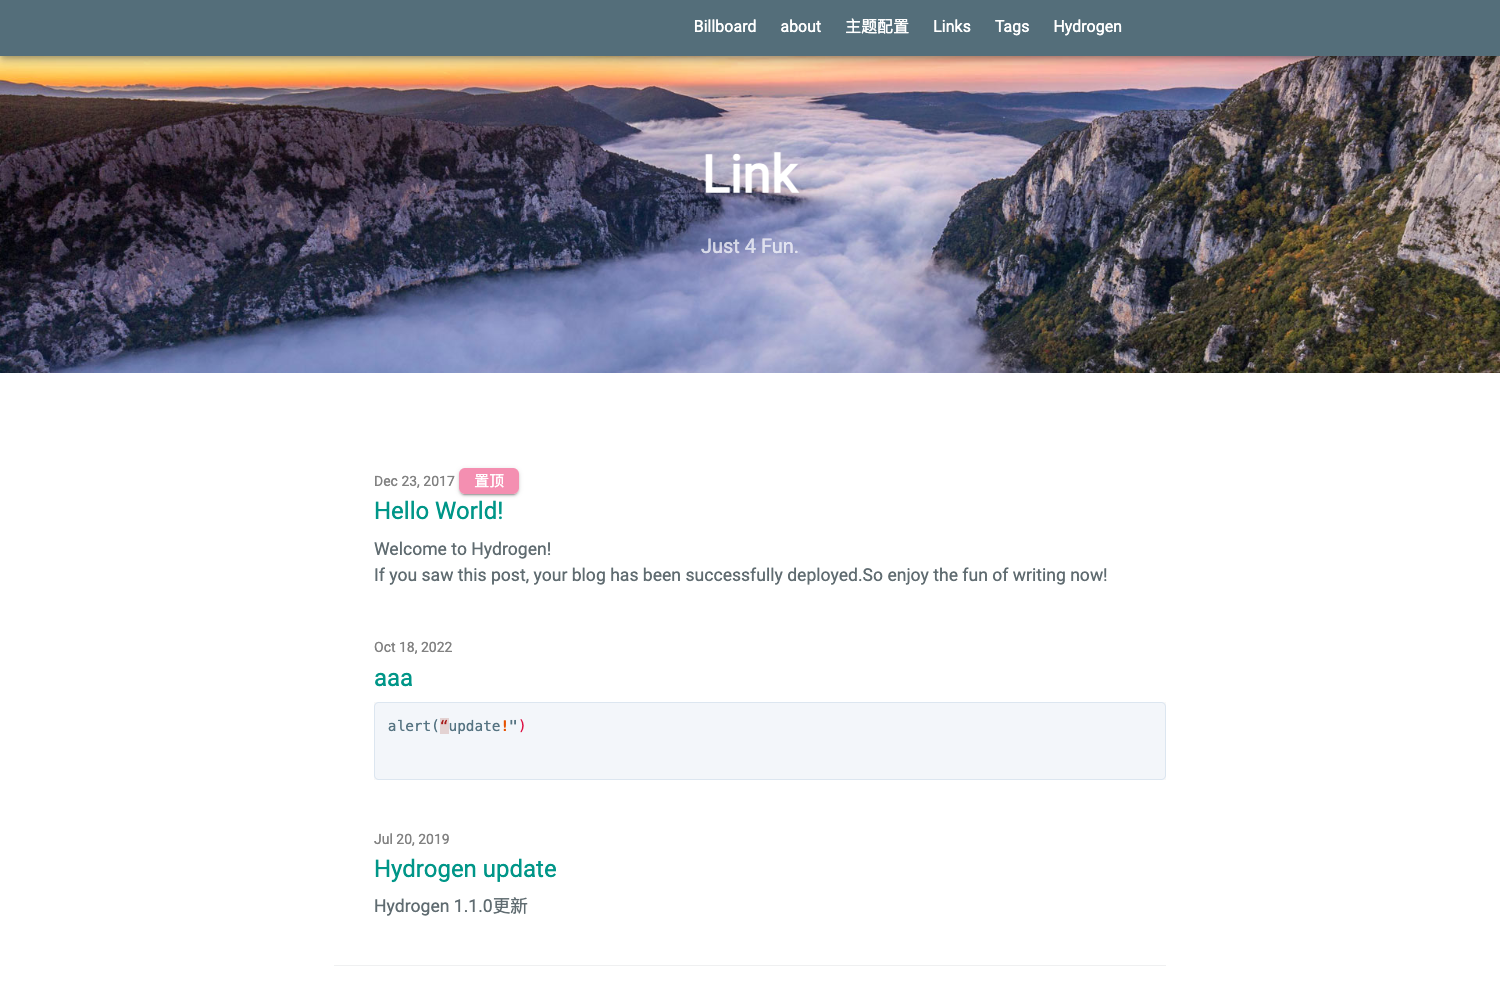 Billboard about 主题配置 Links Tags Hydrogen
Link
Just 4 Fun.
Dec 23, 2017 置顶
Hello World!
Welcome to Hydrogen!
If you saw this post, your blog has been successfully deployed.So enjoy the fun of writing now!
Oct 18, 2022
aaa
alert(“update!")
Jul 20, 2019
Hydrogen update
Hydrogen 1.1.0更新